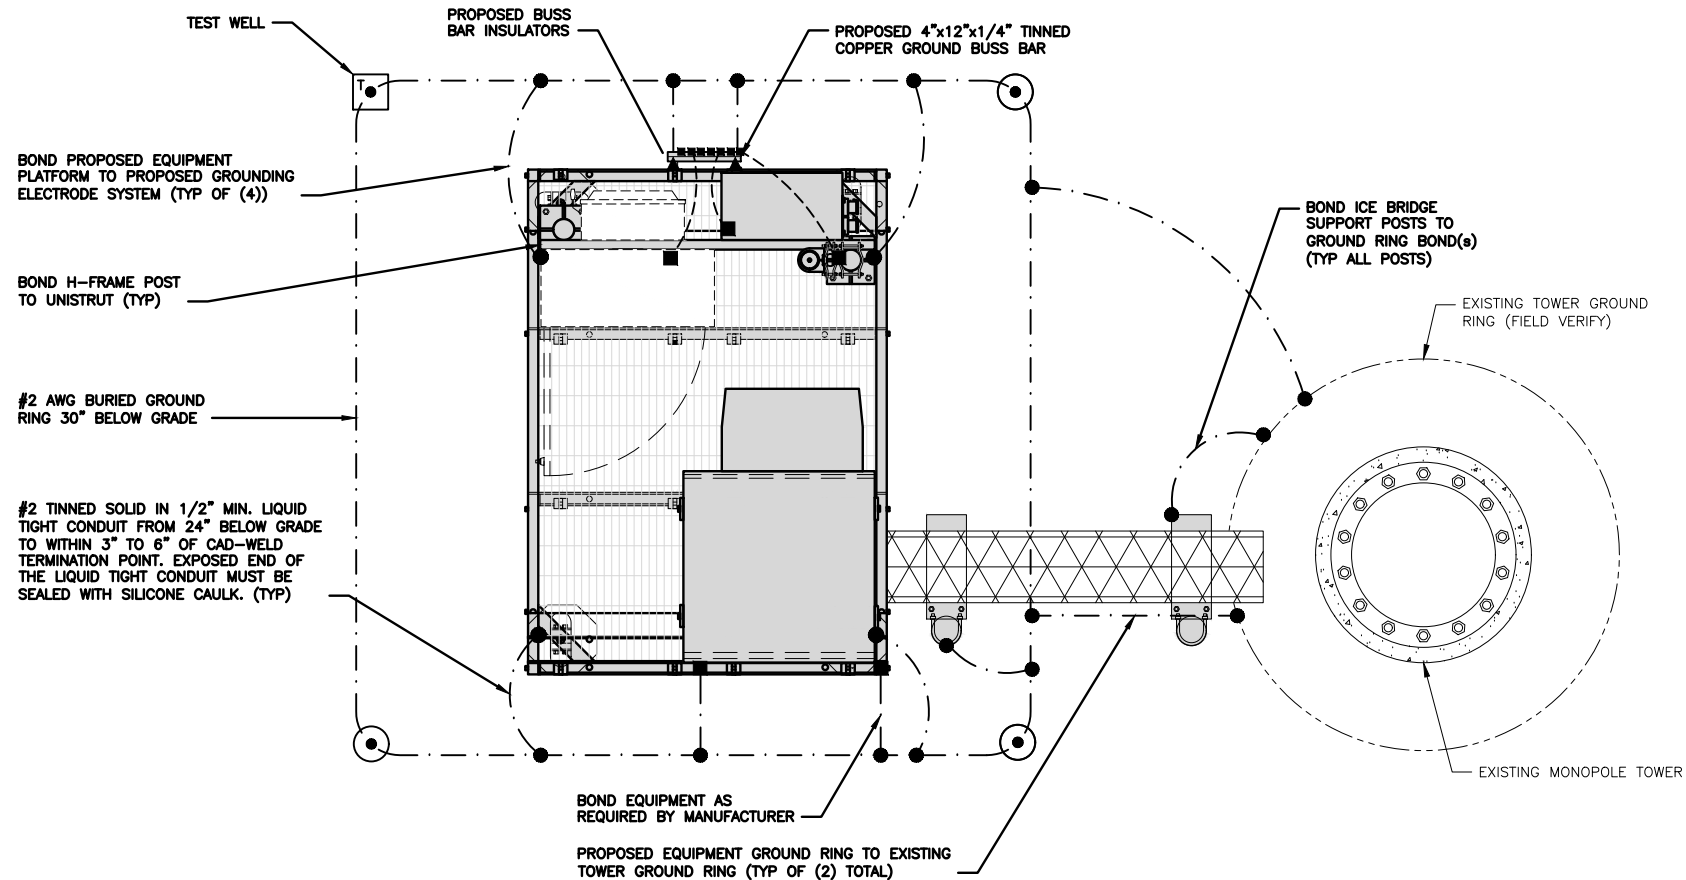 TEST WELL
PROPOSED BUSS
BAR INSULATORS
PROPOSED 4"x12"x1/4" TINNED
COPPER GROUND BUSS BAR
T
BOND PROPOSED EQUIPMENT
PLATFORM TO PROPOSED GROUNDING
ELECTRODE SYSTEM (TYP OF (4))
BOND ICE BRIDGE
SUPPORT POSTS TO
GROUND RING BOND(s)
(TYP ALL POSTS)
BOND H-FRAME POST
TO UNISTRUT (TYP)
EXISTING TOWER GROUND
RING (FIELD VERIFY)
#2 AWG BURIED GROUND
RING 30" BELOW GRADE
#2 TINNED SOLID IN 1/2" MIN. LIQUID
TIGHT CONDUIT FROM 24" BELOW GRADE
TO WITHIN 3" TO 6" OF CAD-WELD
TERMINATION POINT. EXPOSED END OF
THE LIQUID TIGHT CONDUIT MUST BE
SEALED WITH SILICONE CAULK. (TYP)
EXISTING MONOPOLE TOWER
BOND EQUIPMENT AS
REQUIRED BY MANUFACTURER
PROPOSED EQUIPMENT GROUND RING TO EXISTING
TOWER GROUND RING (TYP OF (2) TOTAL)